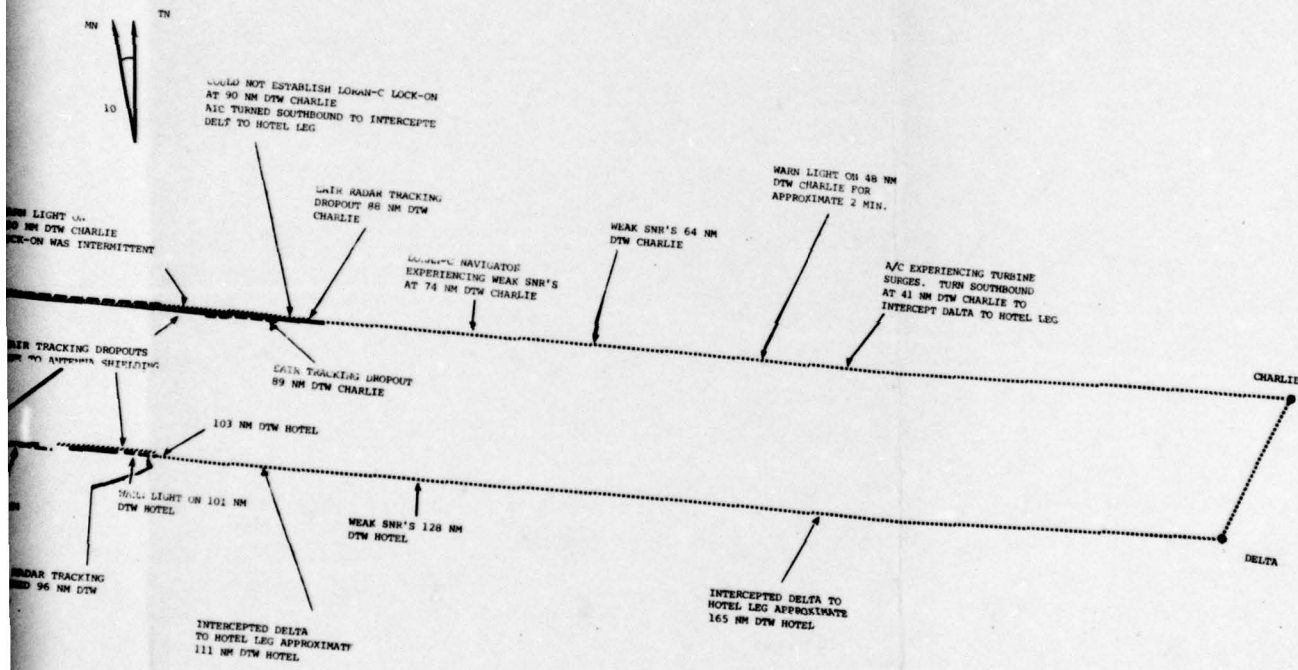 MN
TN
10
COULD NOT ESTABLISH LORAN-C LOCK-ON
AT 90 NM DTW CHARLIE
AIC TURNED SOUTHBOUND TO INTERCEPTE
DELT TO HOTEL LEG
RADAR TRACKING
DROPOUT 88 NM DTW
CHARLIE
WARN LIGHT ON 48 NM
DTW CHARLIE FOR
APPROXIMATE 2 MIN.
LIGHT
NM DTW CHARLIE
WAS INTERMITTENT
WEAK SNR'S 64 NM
DTW CHARLIE
NAVIGATOR
EXPERIENCING WEAK SNR'S
AT 74 NM DTW CHARLIE
A/C EXPERIENCING TURBINE
SURGES. TURN SOUTHBOUND
AT 41 NM DTW CHARLIE TO
INTERCEPT DALTA TO HOTEL LEG
TRACKING DROPOUTS
TO ANTENNA SHIELDING
TRACKING DROPOUT
89 NM DTW CHARLIE
CHARLIE
103 NM DTW HOTEL
LIGHT ON 101 NM
DTW HOTEL
WEAK SNR'S 128 NM
DTW HOTEL
DELTA
RADAR TRACKING
96 NM DTW
INTERCEPTED DELTA TO
HOTEL LEG APPROXIMATE
165 NM DTW HOTEL
INTERCEPTED DELTA
TO HOTEL LEG APPROXIMATE
111 NM DTW HOTEL